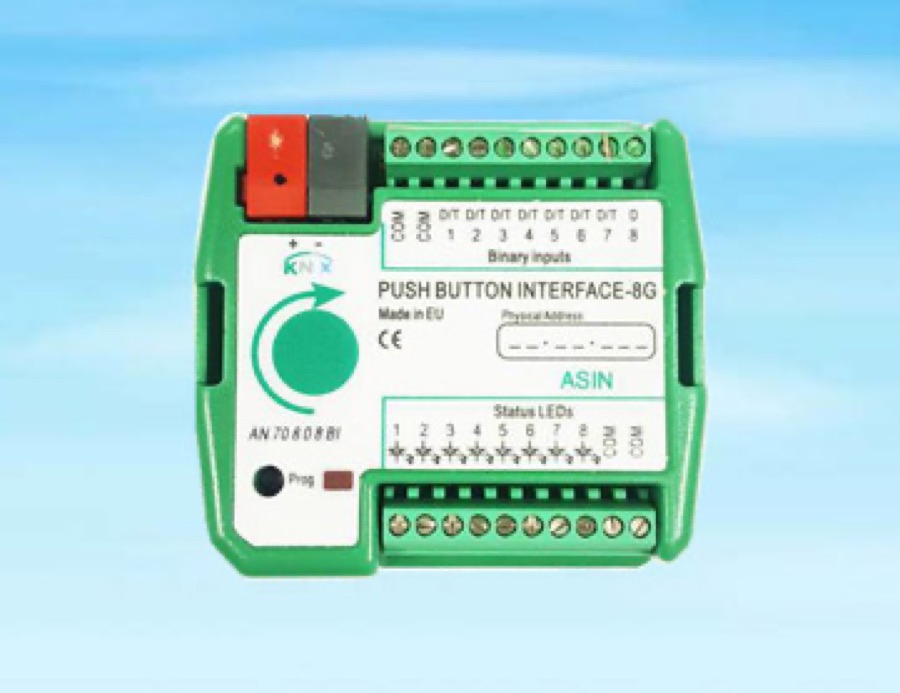 COM COM D/T D/T D/T D/T D/T D/T D/T D
1 2 3 4 5 6 7 8
Binary inputs
+ -
KNX
PUSH BUTTON INTERFACE-8G
Made in EU
Physical Address
CE
_ _ . _ _ . _ _ _
ASIN
Status LEDs
1 2 3 4 5 6 7 8 COM COM
AN 70 8 0 8 BI
Prog